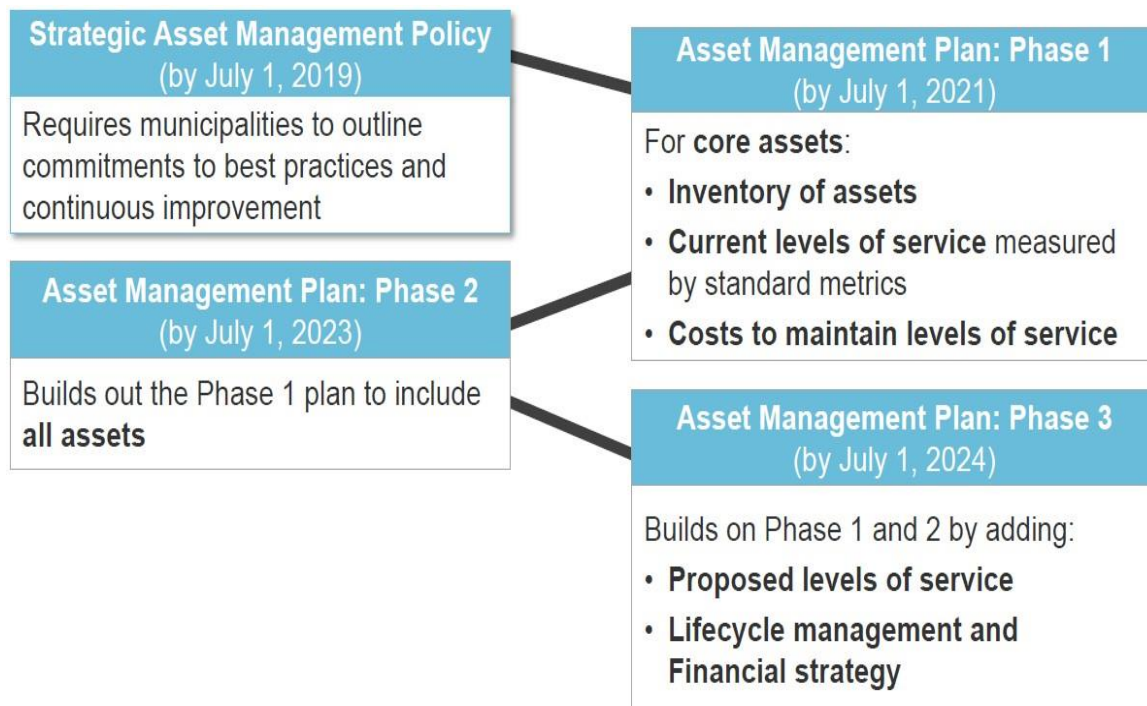 Strategic Asset Management Policy
(by July 1, 2019)
Requires municipalities to outline
commitments to best practices and
continuous improvement
Asset Management Plan: Phase 1
(by July 1, 2021)
For core assets:
• Inventory of assets
• Current levels of service measured
by standard metrics
• Costs to maintain levels of service
Asset Management Plan: Phase 2
(by July 1, 2023)
Builds out the Phase 1 plan to include
all assets
Asset Management Plan: Phase 3
(by July 1, 2024)
Builds on Phase 1 and 2 by adding:
• Proposed levels of service
• Lifecycle management and
Financial strategy